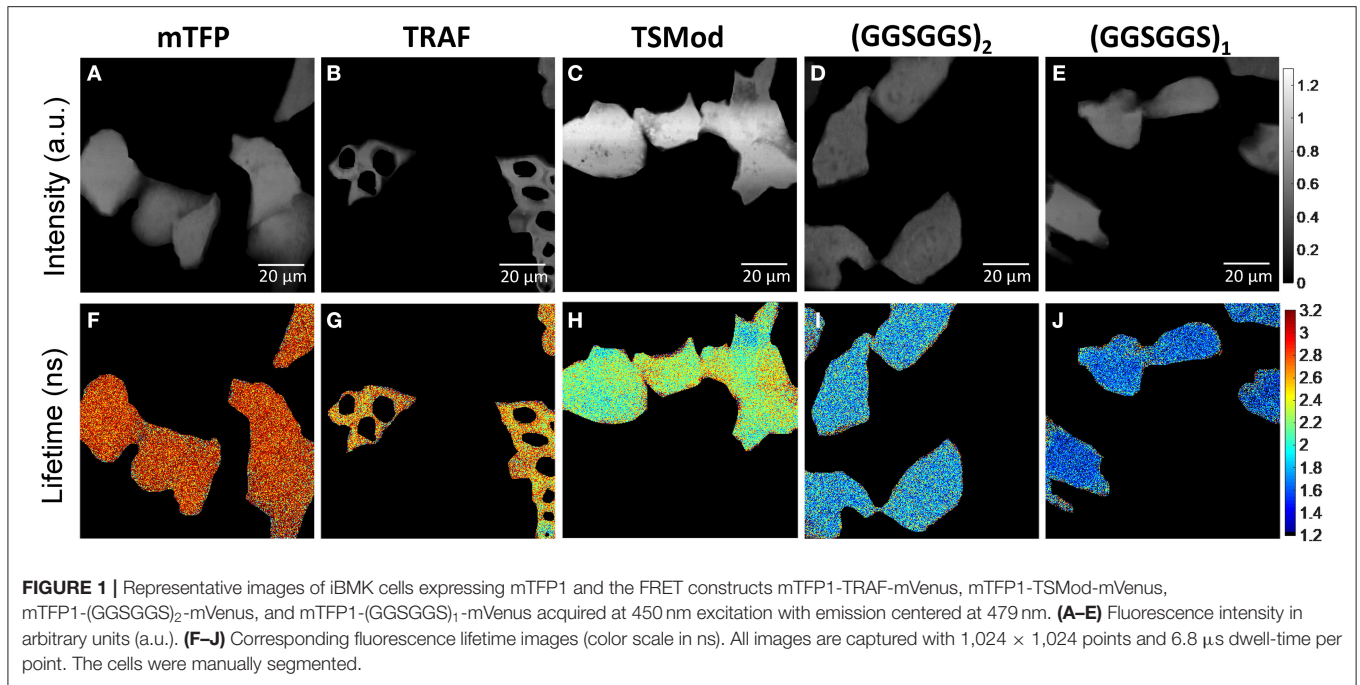 mTFP TRAF TSMod (GGSGGS)₂ (GGSGGS)₁
Intensity (a.u.)
A B C D E
20 μm 20 μm 20 μm 20 μm 20 μm
1.2
1
0.8
0.6
0.4
0.2
0
Lifetime (ns)
F G H I J
3.2
3
2.8
2.6
2.4
2.2
2
1.8
1.6
1.4
1.2
FIGURE 1 | Representative images of iBMK cells expressing mTFP1 and the FRET constructs mTFP1-TRAF-mVenus, mTFP1-TSMod-mVenus,
mTFP1-(GGSGGS)₂-mVenus, and mTFP1-(GGSGGS)₁-mVenus acquired at 450 nm excitation with emission centered at 479 nm. (A–E) Fluorescence intensity in
arbitrary units (a.u.). (F–J) Corresponding fluorescence lifetime images (color scale in ns). All images are captured with 1,024 × 1,024 points and 6.8 μs dwell-time per
point. The cells were manually segmented.